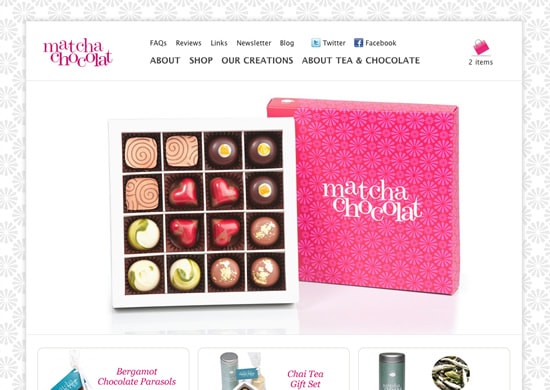 matcha
chocolat
FAQs Reviews Links Newsletter Blog Twitter Facebook
ABOUT SHOP OUR CREATIONS ABOUT TEA & CHOCOLATE
2 items
matcha
chocolat
Bergamot
Chocolate Parasols
Chai Tea
Gift Set